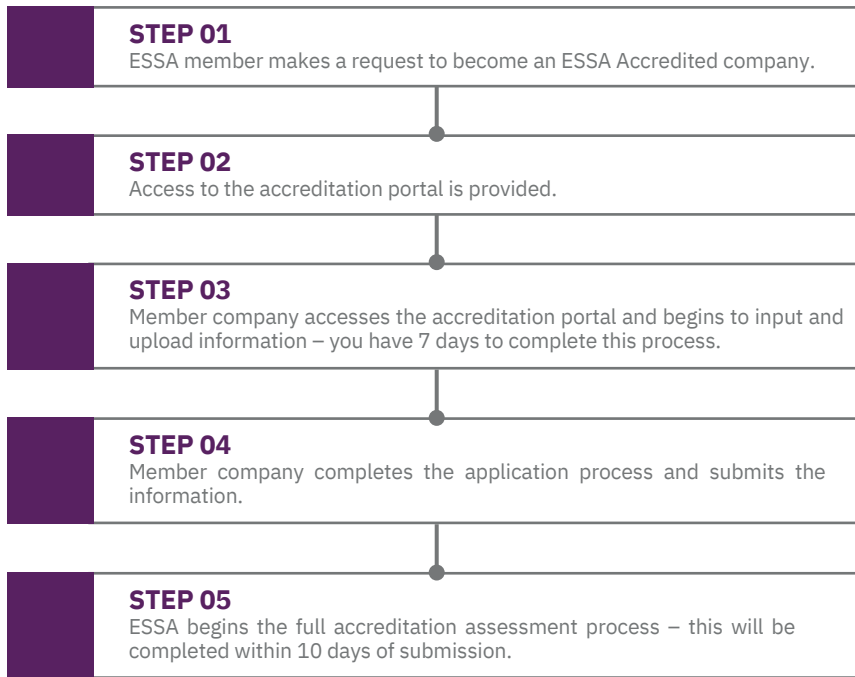 STEP 01
ESSA member makes a request to become an ESSA Accredited company.
STEP 02
Access to the accreditation portal is provided.
STEP 03
Member company accesses the accreditation portal and begins to input and
upload information – you have 7 days to complete this process.
STEP 04
Member company completes the application process and submits the
information.
STEP 05
ESSA begins the full accreditation assessment process – this will be
completed within 10 days of submission.